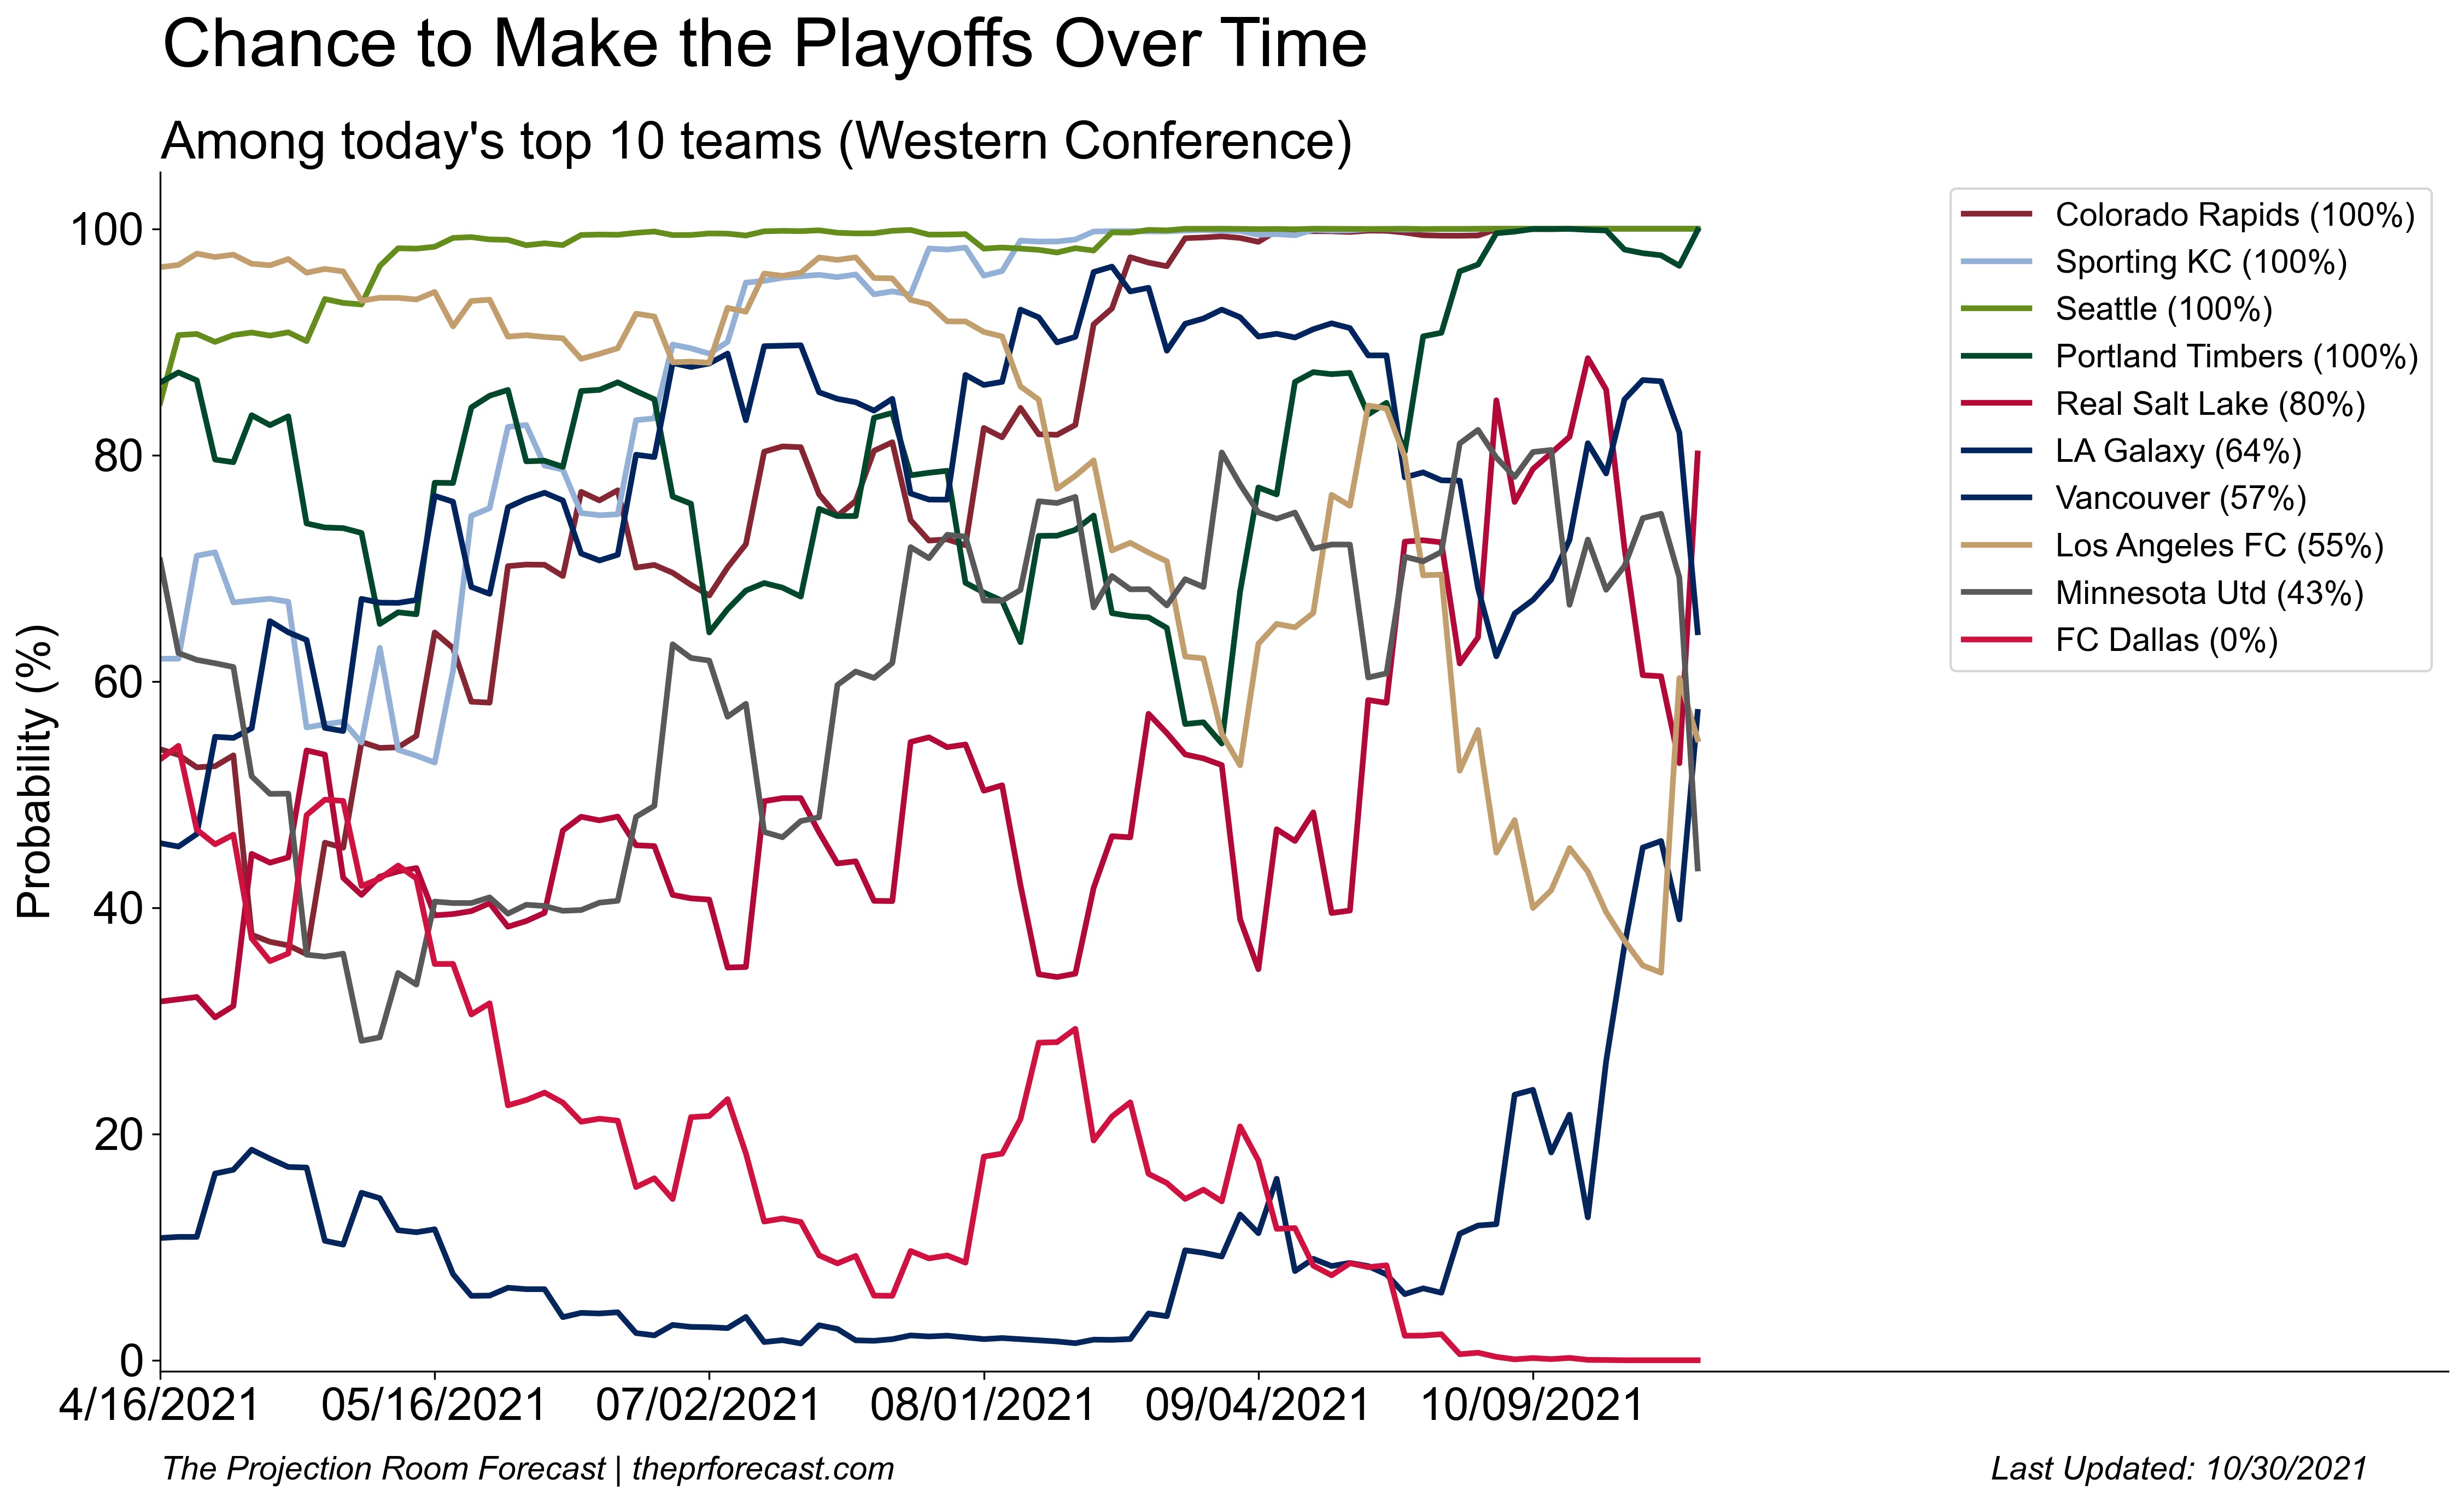 Chance to Make the Playoffs Over Time
Among today's top 10 teams (Western Conference)
Probability (%)
100
80
60
40
20
0
4/16/2021
05/16/2021
07/02/2021
08/01/2021
09/04/2021
10/09/2021
Colorado Rapids (100%)
Sporting KC (100%)
Seattle (100%)
Portland Timbers (100%)
Real Salt Lake (80%)
LA Galaxy (64%)
Vancouver (57%)
Los Angeles FC (55%)
Minnesota Utd (43%)
FC Dallas (0%)
The Projection Room Forecast | theprforecast.com
Last Updated: 10/30/2021